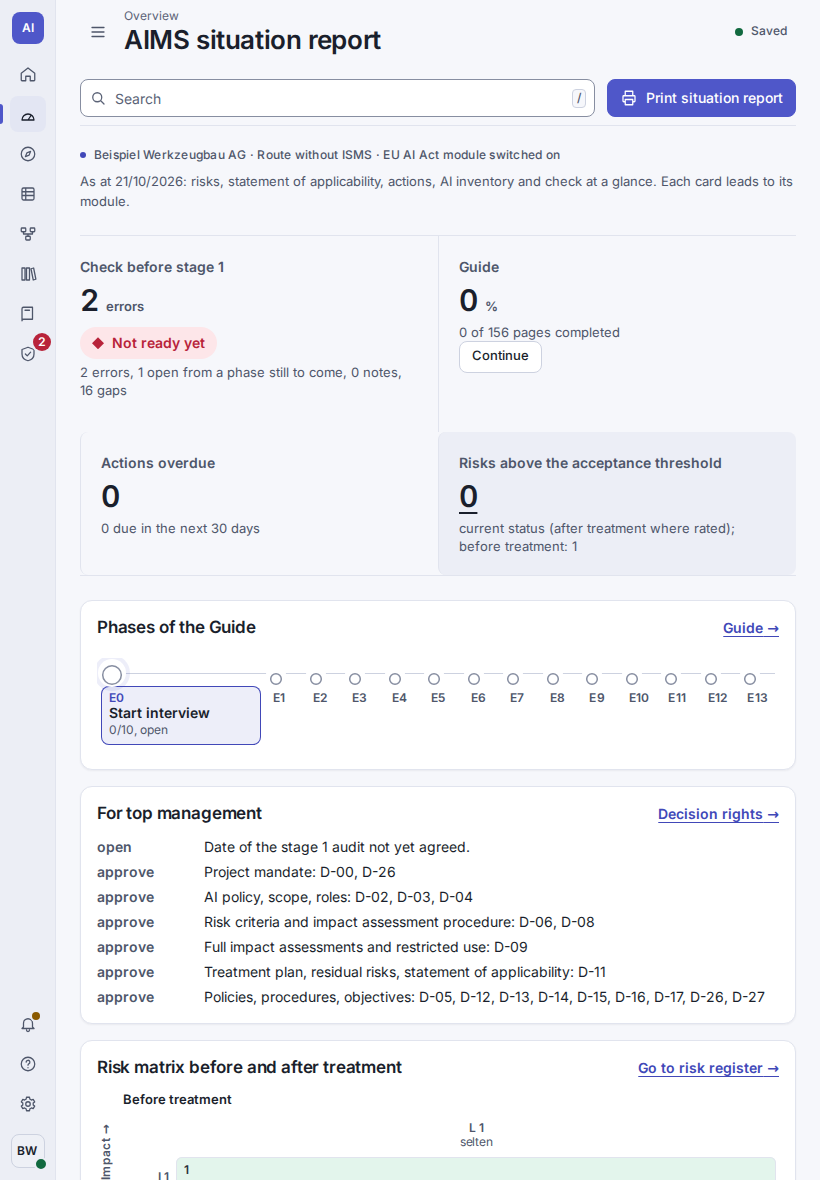 AI
Overview
AIMS situation report
Saved
Search
/
Print situation report
Beispiel Werkzeugbau AG · Route without ISMS · EU AI Act module switched on
As at 21/10/2026: risks, statement of applicability, actions, AI inventory and check at a glance. Each card leads to its
module.
Check before stage 1
2 errors
Not ready yet
2 errors, 1 open from a phase still to come, 0 notes,
16 gaps
Guide
0 %
0 of 156 pages completed
Continue
2
Actions overdue
0
0 due in the next 30 days
Risks above the acceptance threshold
0
current status (after treatment where rated);
before treatment: 1
Phases of the Guide
Guide →
E0
Start interview
0/10, open
E1 E2 E3 E4 E5 E6 E7 E8 E9 E10 E11 E12 E13
For top management
Decision rights →
open Date of the stage 1 audit not yet agreed.
approve Project mandate: D-00, D-26
approve AI policy, scope, roles: D-02, D-03, D-04
approve Risk criteria and impact assessment procedure: D-06, D-08
approve Full impact assessments and restricted use: D-09
approve Treatment plan, residual risks, statement of applicability: D-11
approve Policies, procedures, objectives: D-05, D-12, D-13, D-14, D-15, D-16, D-17, D-26, D-27
Risk matrix before and after treatment
Go to risk register →
Before treatment
L 1
selten
Impact →
L1
1
BW